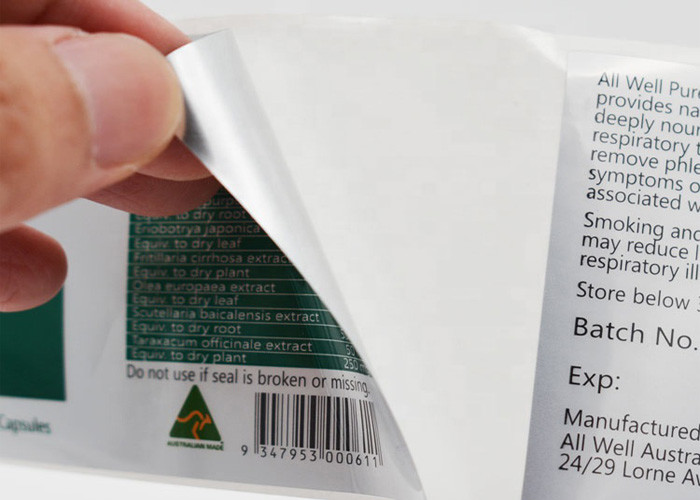 Equiv. to dry root
Eriobotrya japonica
Equiv. to dry leaf
Fritillaria cirrhosa extract
Equiv. to dry plant
Olea europaea extract
Equiv. to dry leaf
Scutellaria baicalensis extract
Equiv. to dry root
Taraxacum officinale extract
Equiv. to dry plant
Do not use if seal is broken or missing.
AUSTRALIAN MADE
9 347953 000611
Capsules
All Well Pure
provides na
deeply nour
respiratory t
remove phle
symptoms o
associated w
Smoking and
may reduce l
respiratory ill
Store below
Batch No.
Exp:
Manufactured
All Well Austra
24/29 Lorne Av